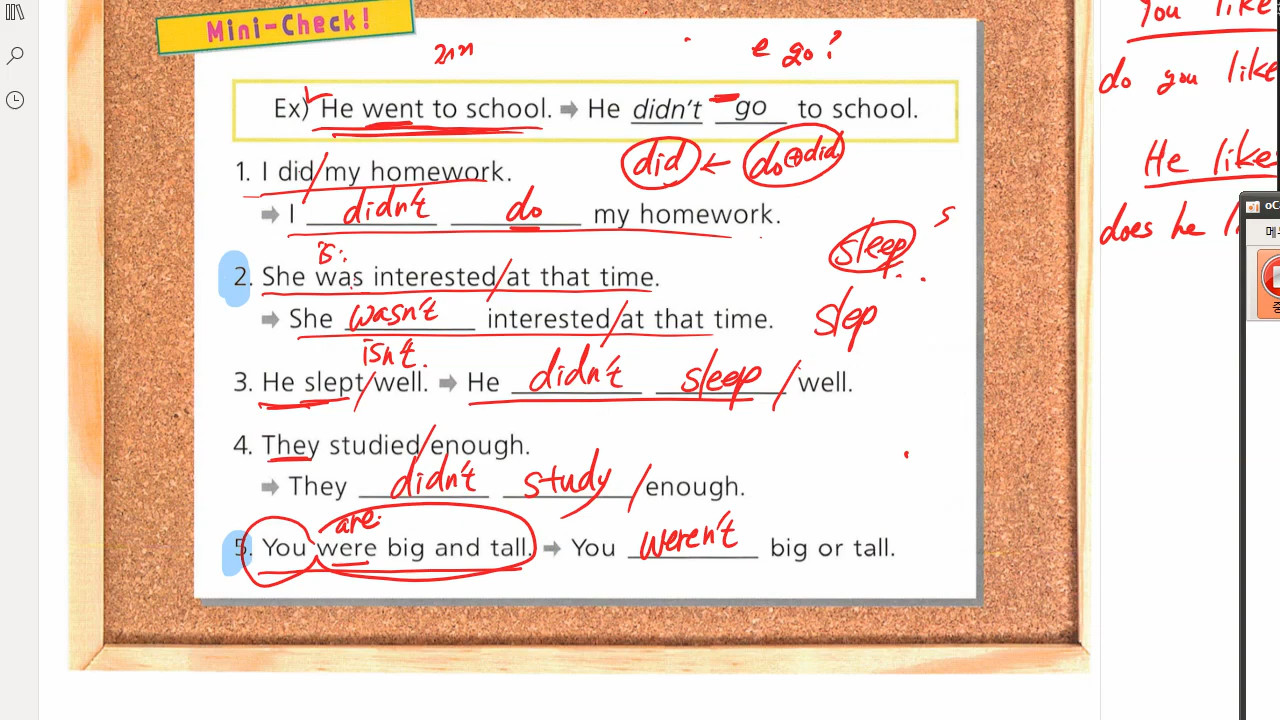 Mini-Check!
e go?
Ex) He went to school. ➡ He didn't go to school.
did ← do+did
1. I did/my homework.
➡ I didn't do my homework.
is.
sleep s
2. She was interested/at that time.
➡ She wasn't interested/at that time.
slep
isn't.
3. He slept/well. ➡ He didn't sleep / well.
4. They studied/enough.
➡ They didn't study /enough.
are
5. You were big and tall. ➡ You weren't big or tall.
you like
do you like
He like
does he l
oC
메